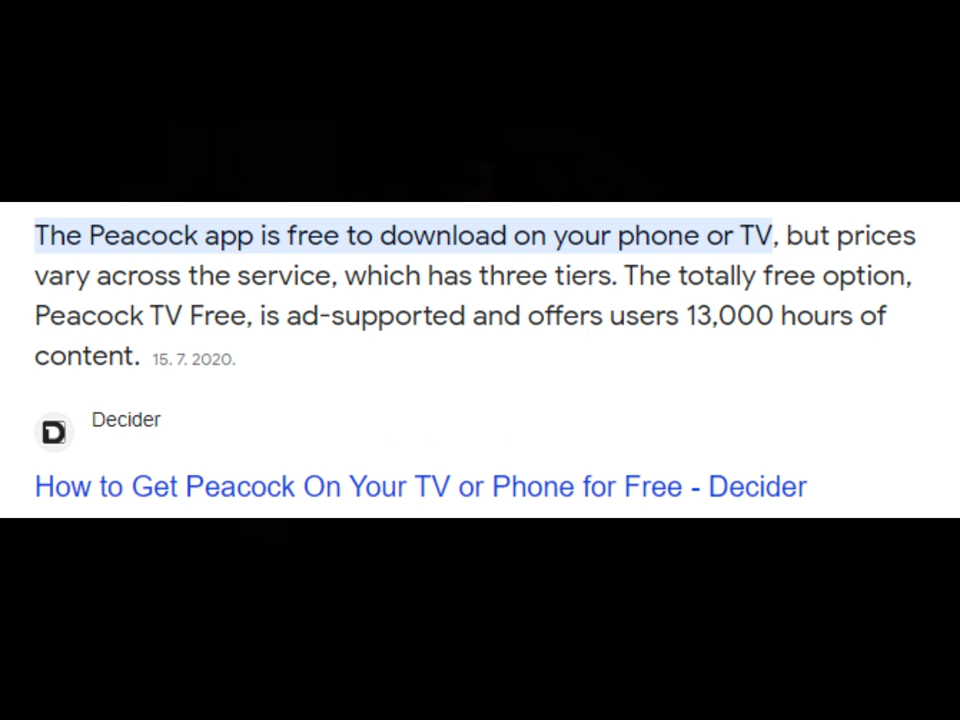 The Peacock app is free to download on your phone or TV, but prices
vary across the service, which has three tiers. The totally free option,
Peacock TV Free, is ad-supported and offers users 13,000 hours of
content. 15. 7. 2020.
Decider
How to Get Peacock On Your TV or Phone for Free - Decider